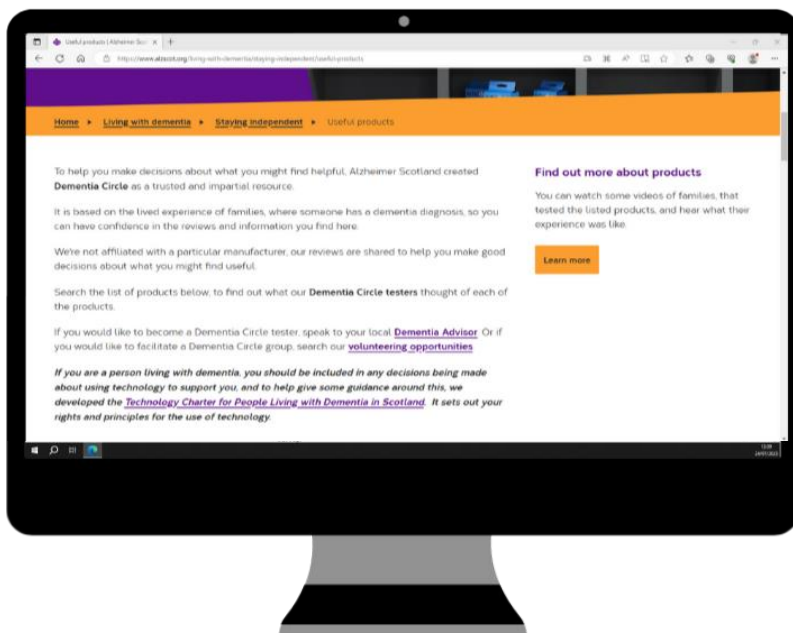 Useful products | Alzheimer Sco
https://www.alzscot.org/living-with-dementia/staying-independent/useful-products
Home ▸ Living with dementia ▸ Staying independent ▸ Useful products
To help you make decisions about what you might find helpful, Alzheimer Scotland created
Dementia Circle as a trusted and impartial resource.
It is based on the lived experience of families, where someone has a dementia diagnosis, so you
can have confidence in the reviews and information you find here.
We're not affiliated with a particular manufacturer, our reviews are shared to help you make good
decisions about what you might find useful.
Search the list of products below, to find out what our Dementia Circle testers thought of each of
the products.
If you would like to become a Dementia Circle tester, speak to your local Dementia Advisor Or if
you would like to facilitate a Dementia Circle group, search our volunteering opportunities
If you are a person living with dementia, you should be included in any decisions being made
about using technology to support you, and to help give some guidance around this, we
developed the Technology Charter for People Living with Dementia in Scotland. It sets out your
rights and principles for the use of technology.
Find out more about products
You can watch some videos of families, that
tested the listed products, and hear what their
experience was like.
Learn more